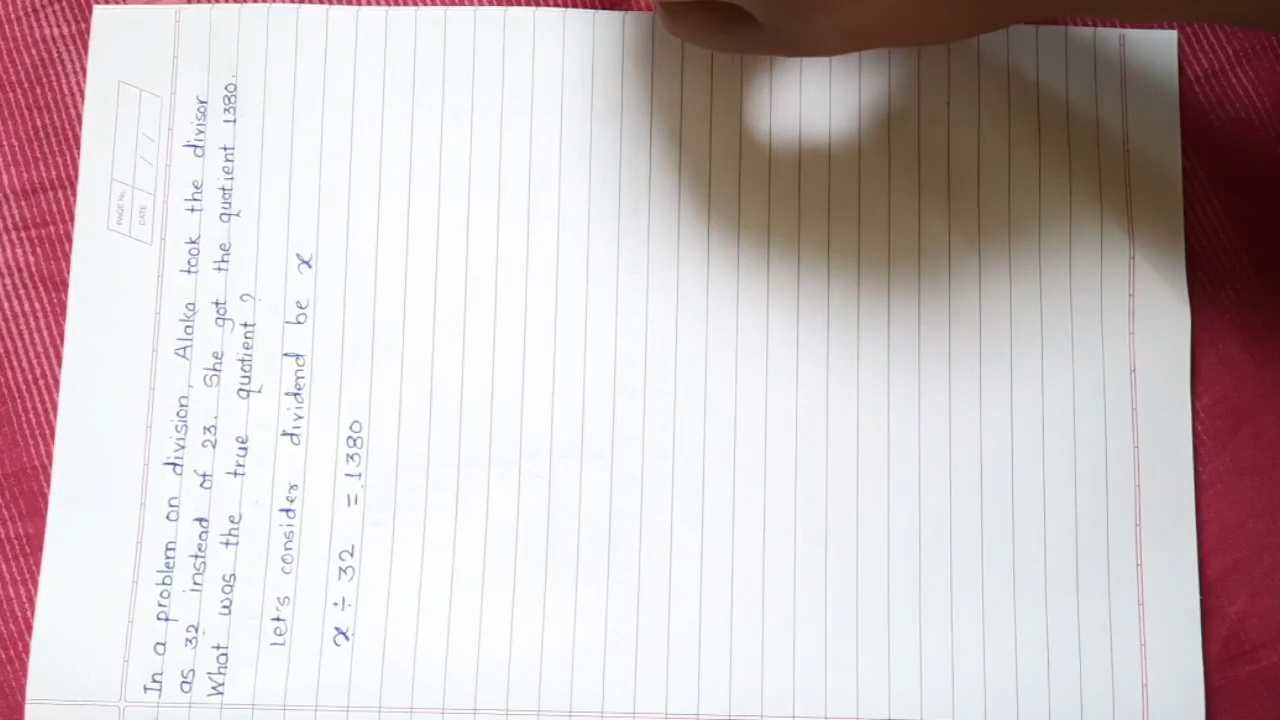 PAGE No.
DATE / /
In a problem on division, Alaka took the divisor
as 32 instead of 23. She got the quotient 1380.
What was the true quotient ?
Let's consider dividend be x
x ÷ 32 = 1380